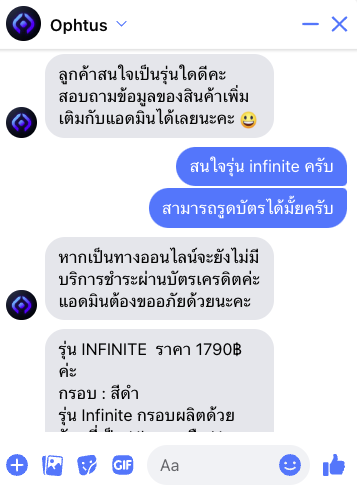 Ophtus
ลูกค้าสนใจเป็นรุ่นใดดีคะ
สอบถามข้อมูลของสินค้าเพิ่ม
เติมกับแอดมินได้เลยนะคะ 😃
สนใจรุ่น infinite ครับ
สามารถรูดบัตรได้มั้ยครับ
หากเป็นทางออนไลน์จะยังไม่มี
บริการชำระผ่านบัตรเครดิตค่ะ
แอดมินต้องขออภัยด้วยนะคะ
รุ่น INFINITE ราคา 1790฿
ค่ะ
กรอบ : สีดำ
รุ่น Infinite กรอบผลิตด้วย
GIF
Aa